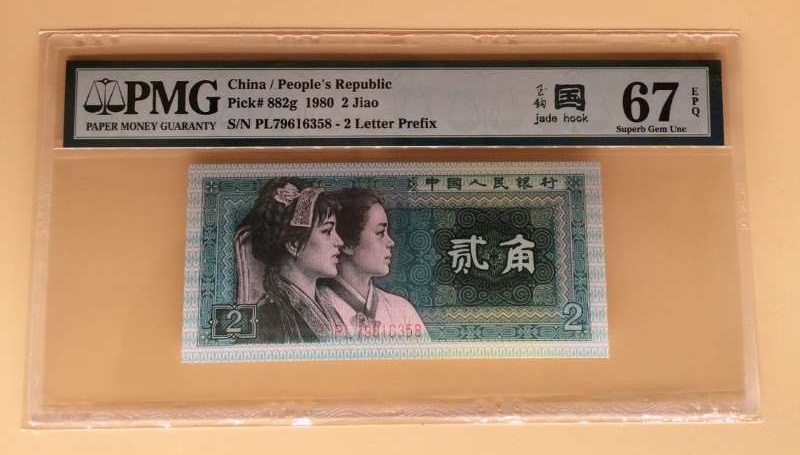 PMG
PAPER MONEY GUARANTY
China / People's Republic
Pick# 882g 1980 2 Jiao
S/N PL79616358 - 2 Letter Prefix
玉钩
国
jade hook
67
EPQ
Superb Gem Unc
中国人民银行
贰角
2
PL79616358
2